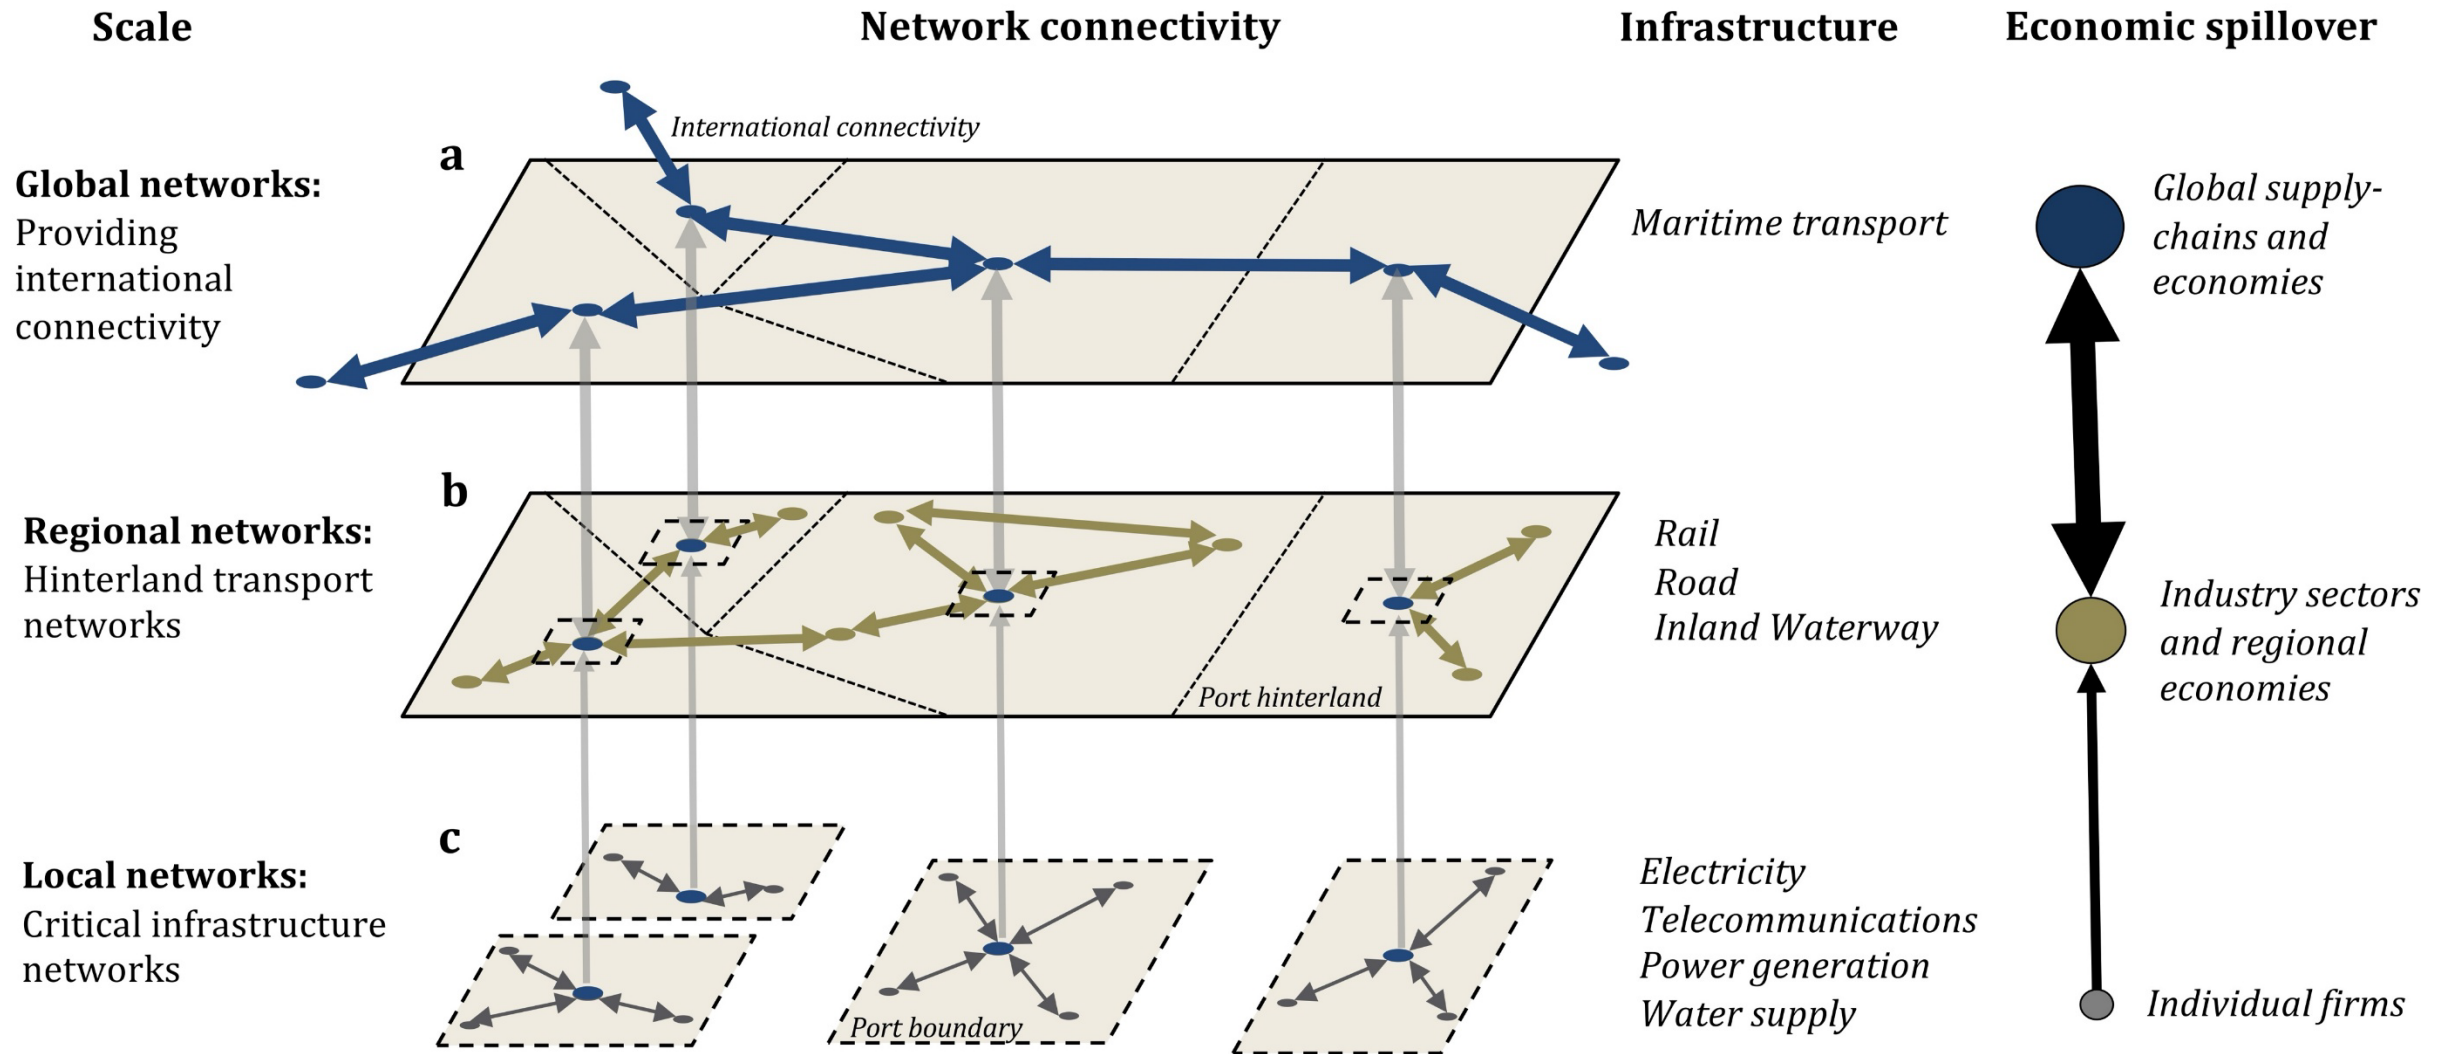 Scale
Network connectivity
Infrastructure
Economic spillover
International connectivity
a
Global networks:
Providing
international
connectivity
Maritime transport
Global supply-
chains and
economies
b
Regional networks:
Hinterland transport
networks
Rail
Road
Inland Waterway
Port hinterland
Industry sectors
and regional
economies
c
Local networks:
Critical infrastructure
networks
Port boundary
Electricity
Telecommunications
Power generation
Water supply
Individual firms